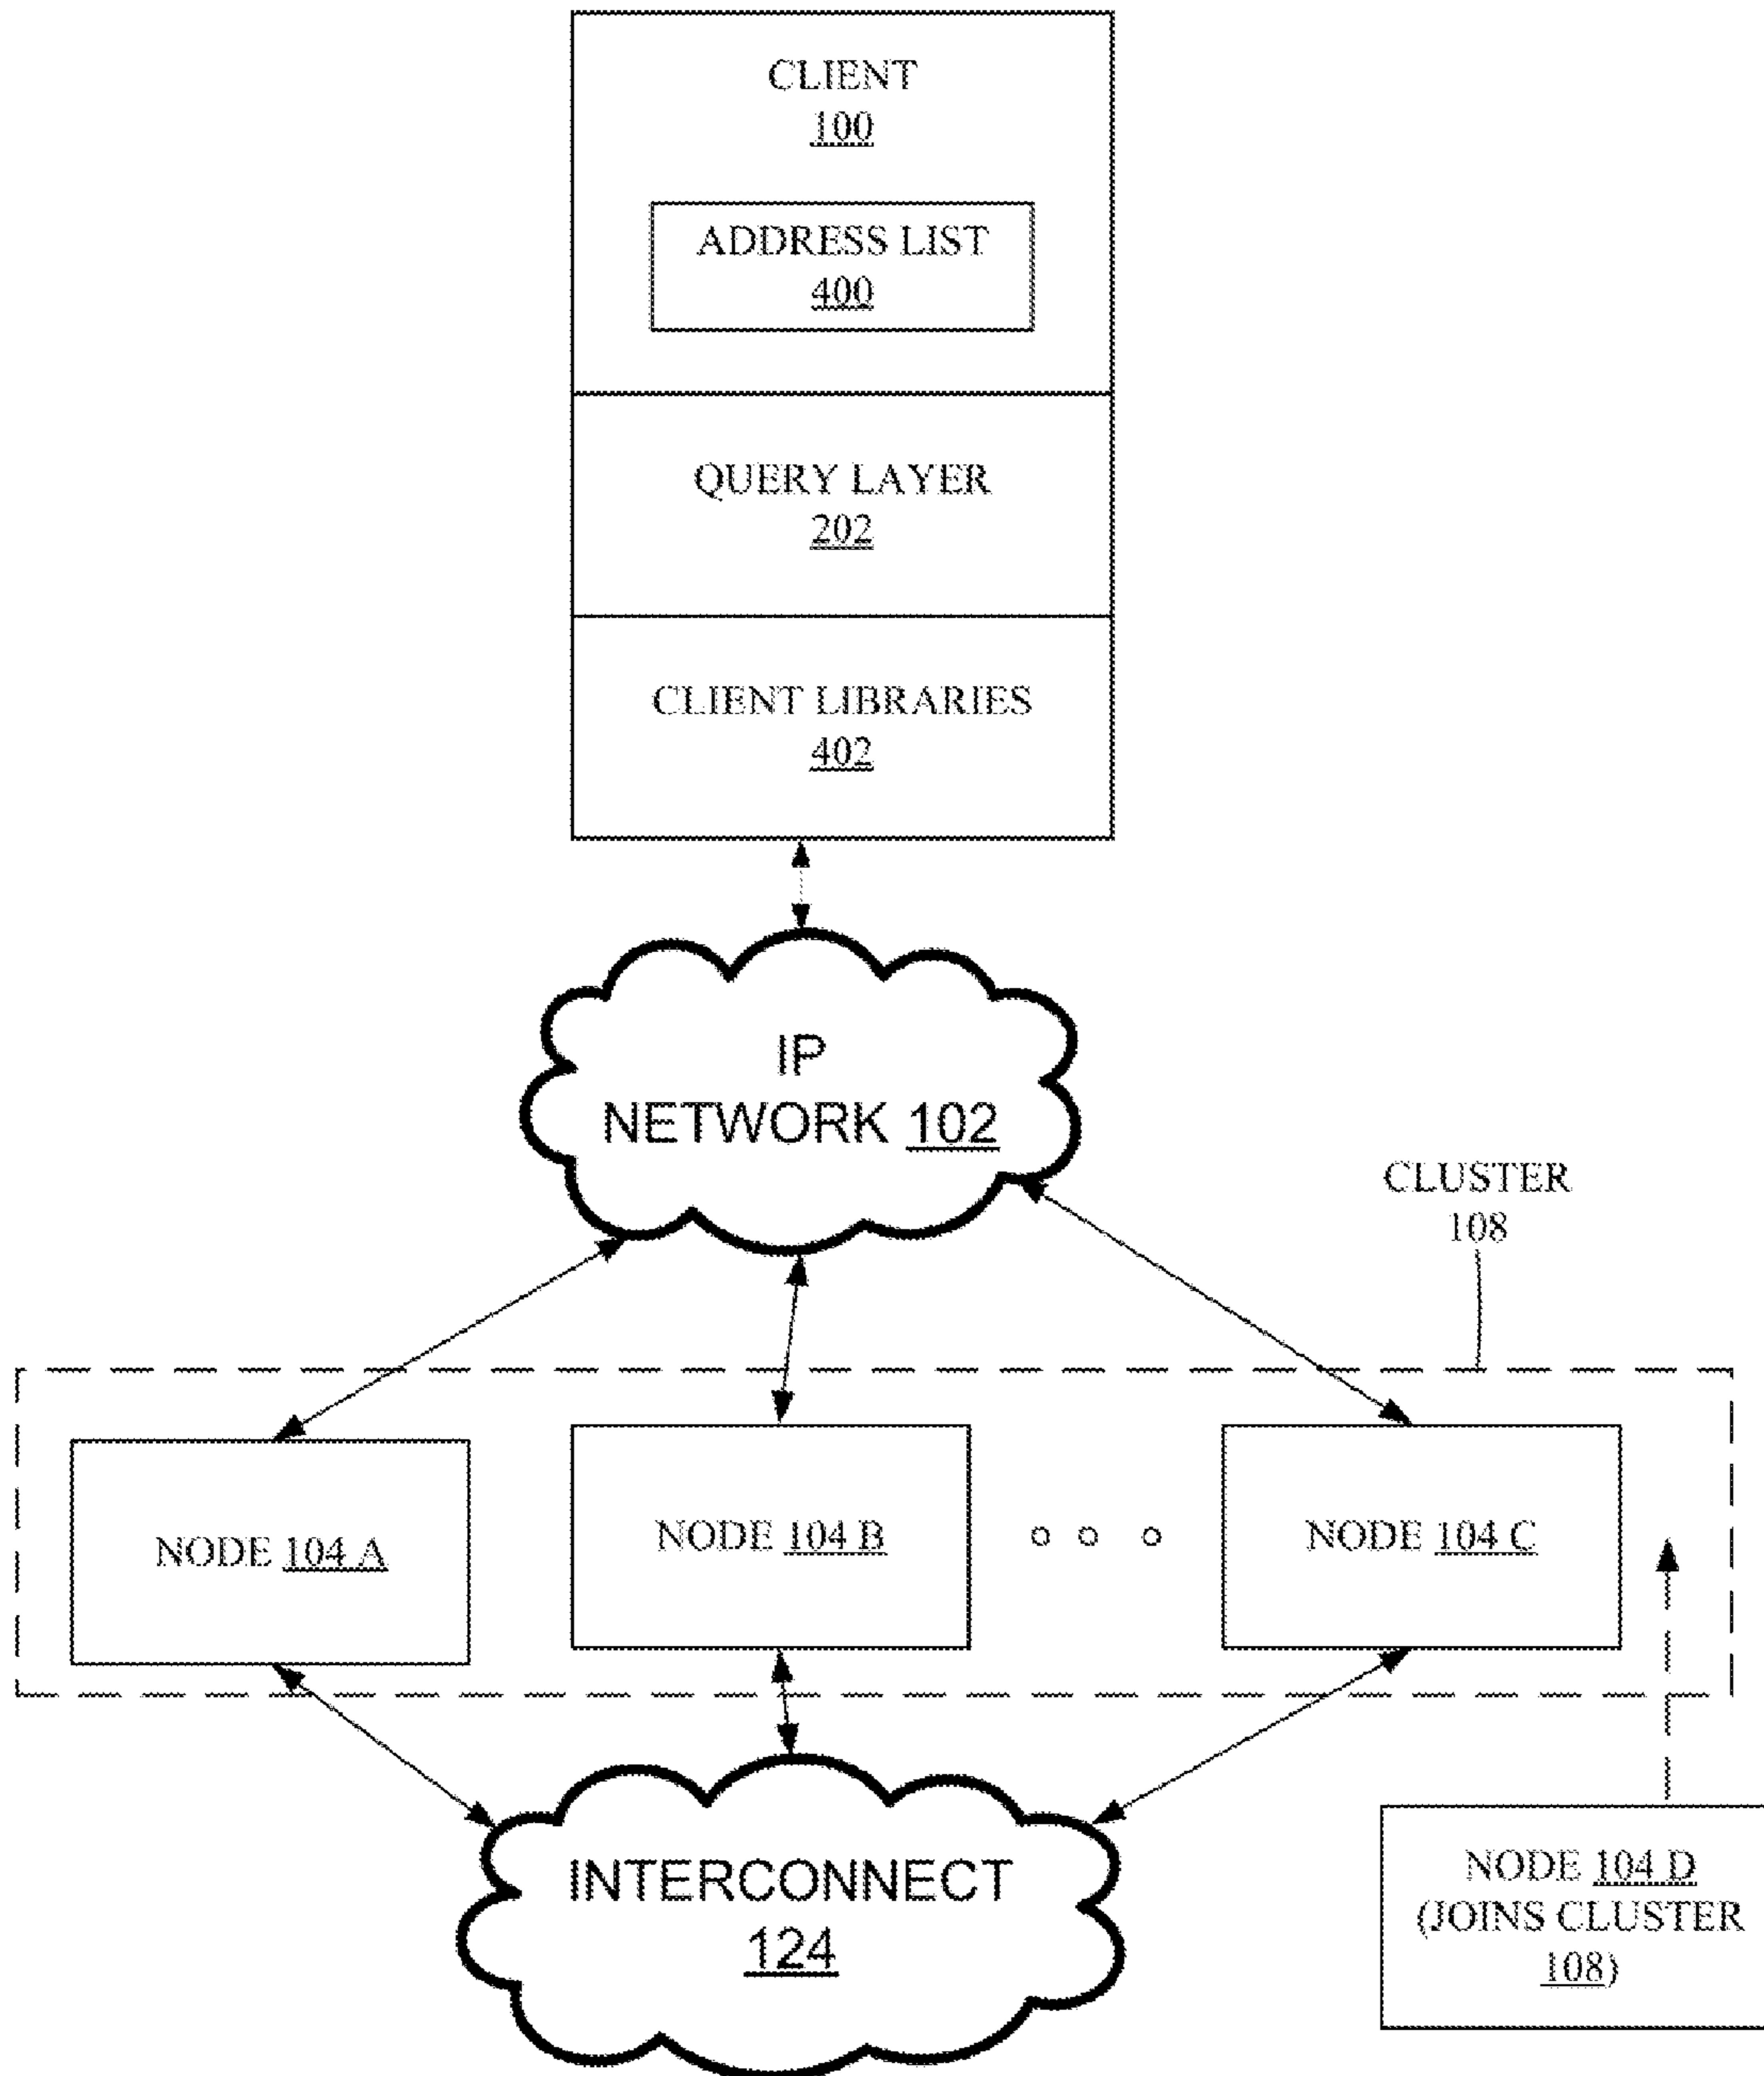 CLIENT
100
ADDRESS LIST
400
QUERY LAYER
202
CLIENT LIBRARIES
402
IP
NETWORK 102
CLUSTER
108
NODE 104 A
NODE 104 B
NODE 104 C
INTERCONNECT
124
NODE 104 D
(JOINS CLUSTER
108)